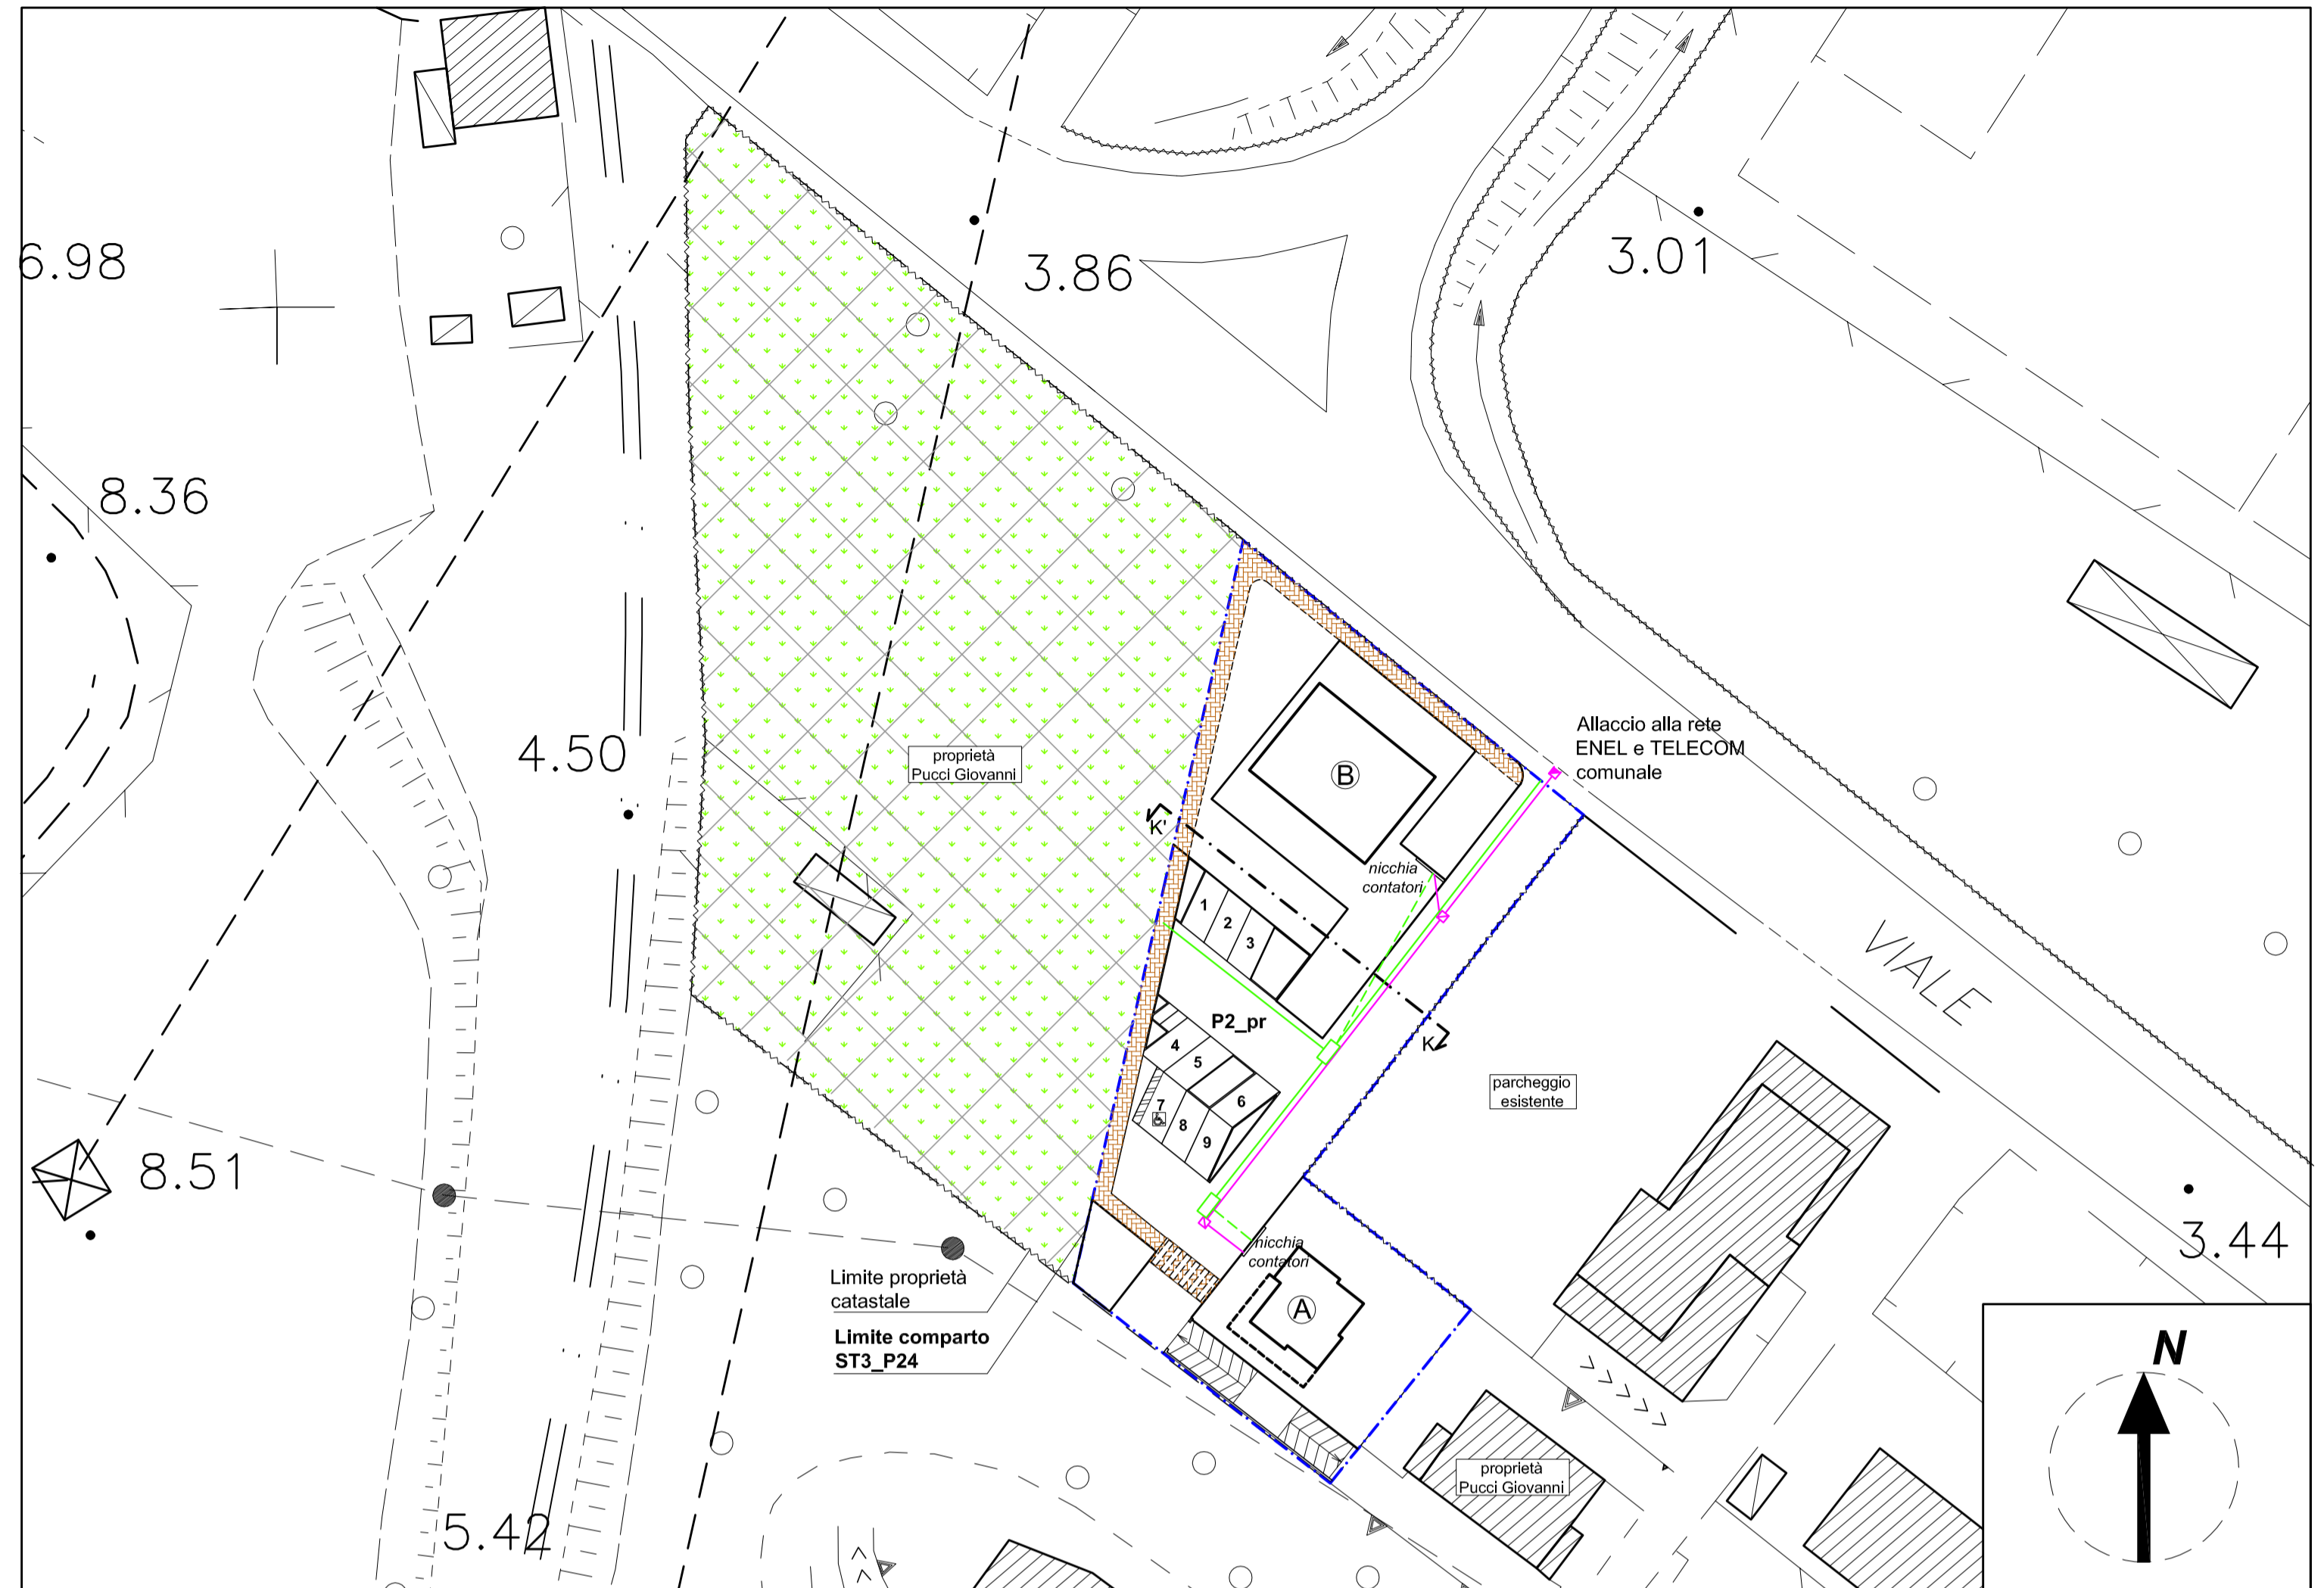 6.98
3.86
3.01
8.36
4.50
Allaccio alla rete
ENEL e TELECOM
comunale
proprietà
Pucci Giovanni
B
K'
nicchia
contatori
1
2
3
VIALE
P2_pr
K
4
5
parcheggio
esistente
6
7
8
9
8.51
3.44
nicchia
contatori
Limite proprietà
catastale
A
Limite comparto
ST3_P24
N
proprietà
Pucci Giovanni
5.42